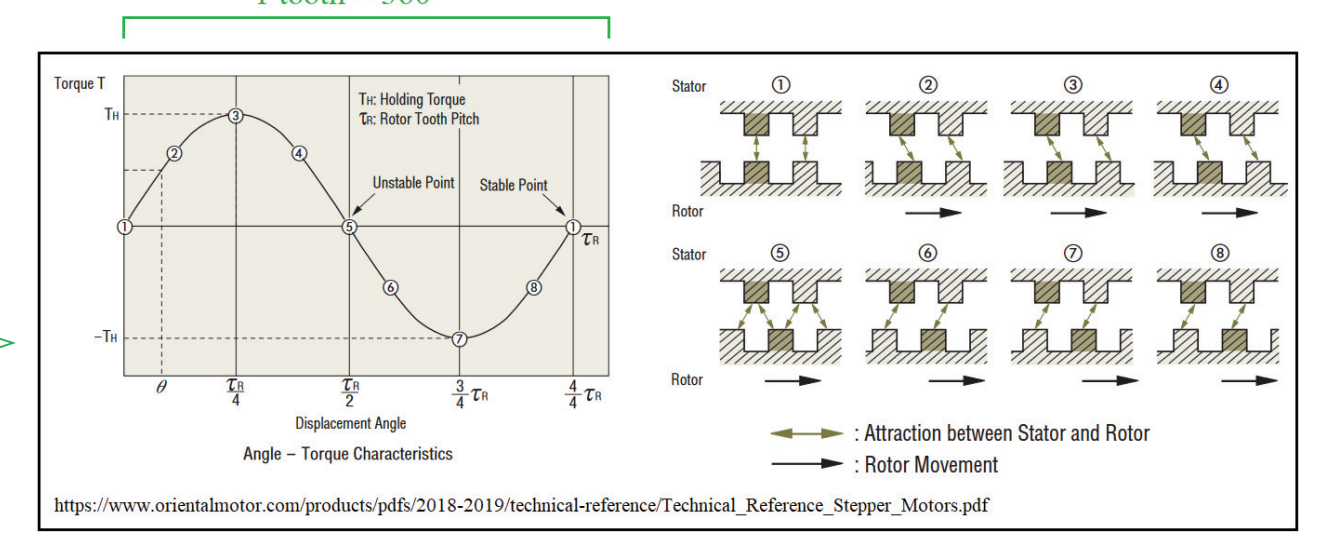 Torque T
TH
TH: Holding Torque
τR: Rotor Tooth Pitch
③
② ④
Unstable Point Stable Point
① ⑤ ① τR
⑥ ⑧
−TH ⑦
θ τR/4 τR/2 3/4 τR 4/4 τR
Displacement Angle
Angle – Torque Characteristics
Stator ① ② ③ ④
Rotor
Stator ⑤ ⑥ ⑦ ⑧
Rotor
: Attraction between Stator and Rotor
: Rotor Movement
https://www.orientalmotor.com/products/pdfs/2018-2019/technical-reference/Technical_Reference_Stepper_Motors.pdf